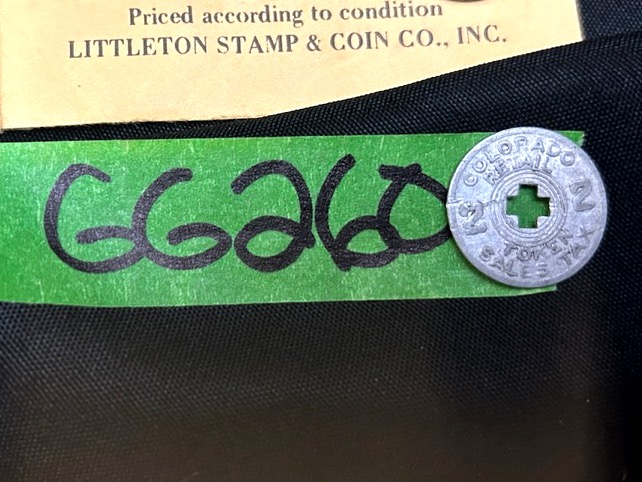 Priced according to condition
LITTLETON STAMP & COIN CO., INC.
GG260
COLORADO
RETAIL
2 2
TOKEN
SALES TAX